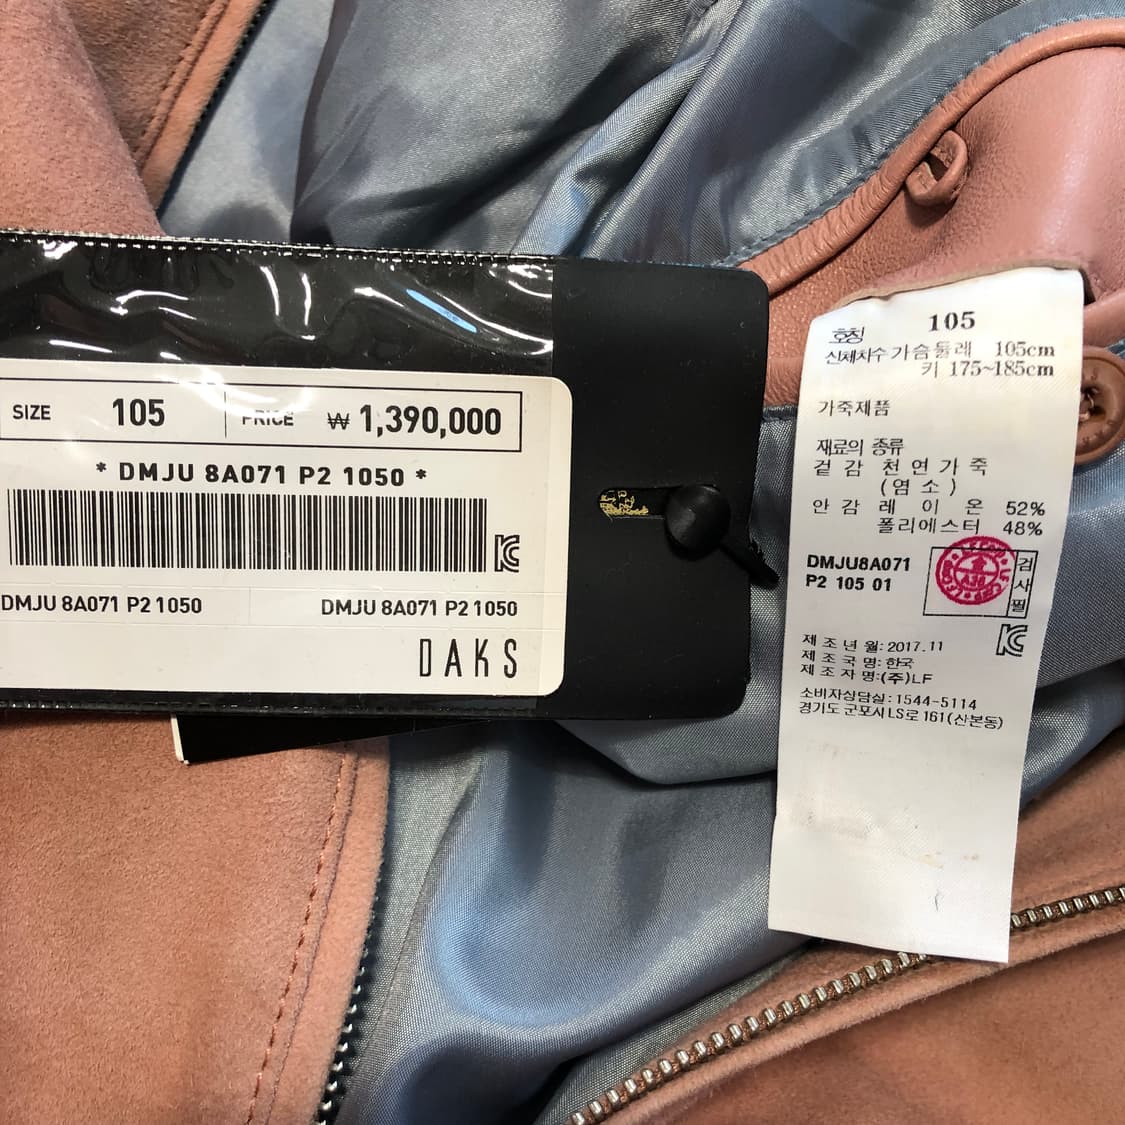 SIZE 105 PRICE ₩ 1,390,000
* DMJU 8A071 P2 1050 *
DMJU 8A071 P2 1050 DMJU 8A071 P2 1050
DAKS
호칭 105
신체치수 가슴둘레 105cm
키 175~185cm
가죽제품
재료의 종류
겉감 천연가죽
(염소)
안감 레이온 52%
폴리에스터 48%
DMJU8A071
P2 105 01
검사필
제조년월: 2017.11
제조국명: 한국
제조자명:(주)LF
소비자상담실: 1544-5114
경기도 군포시 LS로 161(산본동)